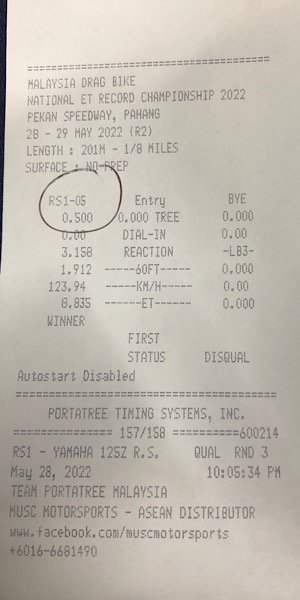 =====================================
MALAYSIA DRAG BIKE
NATIONAL ET RECORD CHAMPIONSHIP 2022
PEKAN SPEEDWAY, PAHANG
28 - 29 MAY 2022 (R2)
LENGTH : 201M - 1/8 MILES
SURFACE : NO PREP
RS1-05 Entry BYE
0.500 0.000 TREE 0.000
0.00 DIAL-IN 0.00
3.158 REACTION -LB3-
1.912 -----60FT------ 0.000
123.94 -----KM/H------ 0.00
8.835 ------ET------- 0.000
WINNER
FIRST
STATUS DISQUAL
Autostart Disabled
=====================================
PORTATREE TIMING SYSTEMS, INC.
=============== 157/158 ==========600214
RS1 - YAMAHA 125Z R.S. QUAL RND 3
May 28, 2022 10:05:34 PM
TEAM PORTATREE MALAYSIA
MUSC MOTORSPORTS - ASEAN DISTRIBUTOR
www.facebook.com/muscmotorsports
+6016-6681490